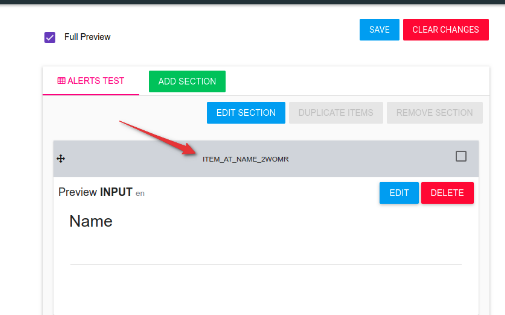 Full Preview
SAVE
CLEAR CHANGES
ALERTS TEST
ADD SECTION
EDIT SECTION
DUPLICATE ITEMS
REMOVE SECTION
ITEM_AT_NAME_2WOMR
Preview INPUT en
EDIT
DELETE
Name